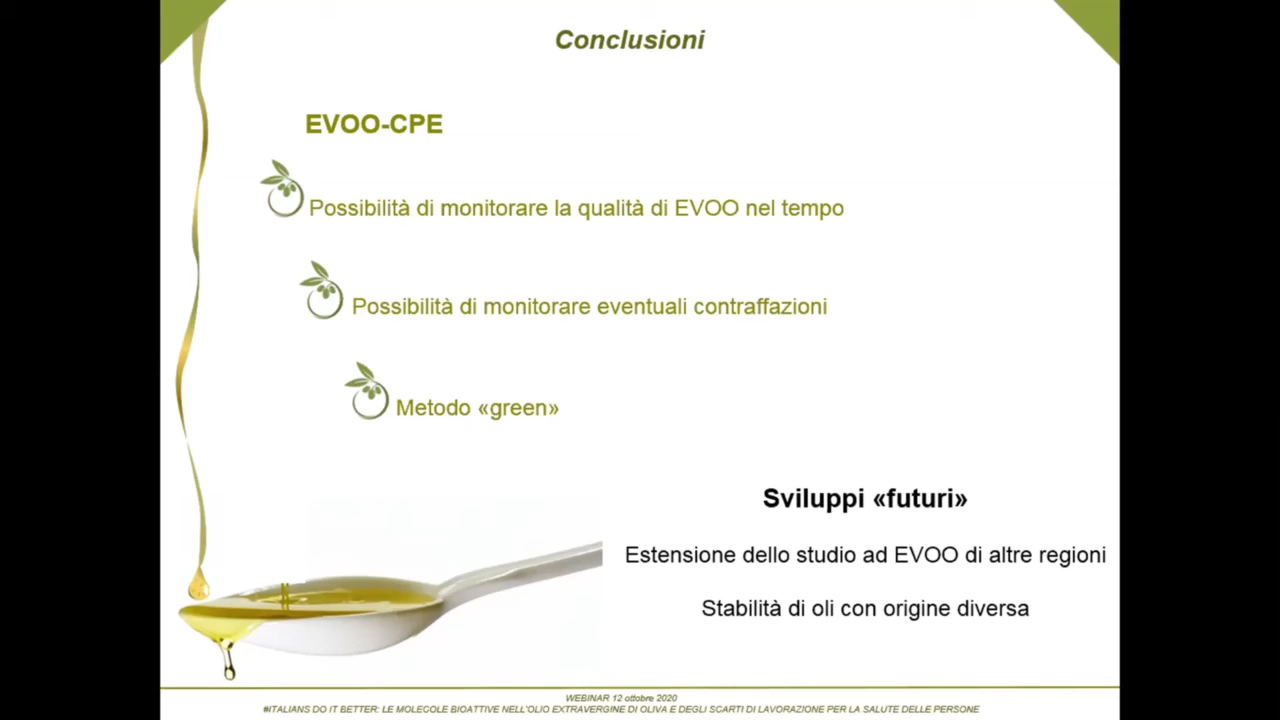 Conclusioni
EVOO-CPE
Possibilità di monitorare la qualità di EVOO nel tempo
Possibilità di monitorare eventuali contraffazioni
Metodo «green»
Sviluppi «futuri»
Estensione dello studio ad EVOO di altre regioni
Stabilità di oli con origine diversa
WEBINAR 12 ottobre 2020
#ITALIANS DO IT BETTER: LE MOLECOLE BIOATTIVE NELL'OLIO EXTRAVERGINE DI OLIVA E DEGLI SCARTI DI LAVORAZIONE PER LA SALUTE DELLE PERSONE